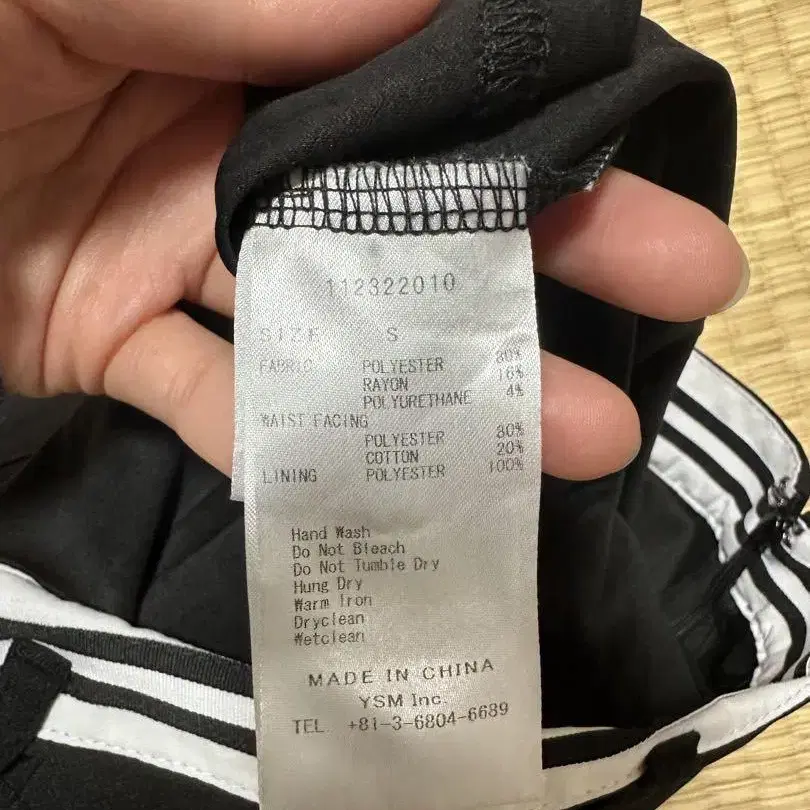 112322010
SIZE S
FABRIC POLYESTER 80%
RAYON 16%
POLYURETHANE 4%
WAIST FACING
POLYESTER 80%
COTTON 20%
LINING POLYESTER 100%
Hand Wash
Do Not Bleach
Do Not Tumble Dry
Hung Dry
Warm Iron
Dryclean
Wetclean
MADE IN CHINA
YSM Inc.
TEL +81-3-6804-6689